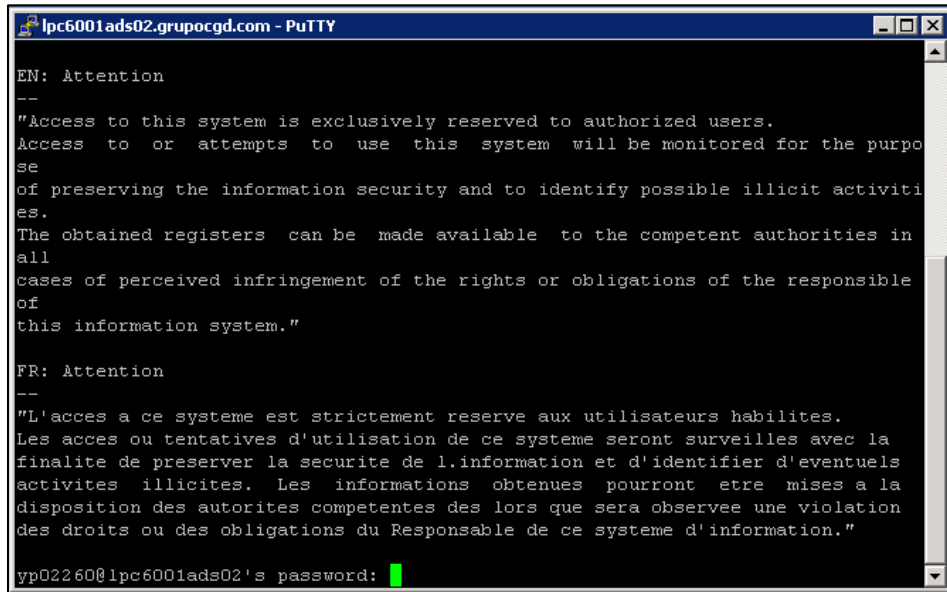 lpc6001ads02.grupocgd.com - PuTTY
EN: Attention
--
"Access to this system is exclusively reserved to authorized users.
Access to or attempts to use this system will be monitored for the purpo
se
of preserving the information security and to identify possible illicit activiti
es.
The obtained registers can be made available to the competent authorities in
all
cases of perceived infringement of the rights or obligations of the responsible
of
this information system."
FR: Attention
--
"L'acces a ce systeme est strictement reserve aux utilisateurs habilites.
Les acces ou tentatives d'utilisation de ce systeme seront surveilles avec la
finalite de preserver la securite de l.information et d'identifier d'eventuels
activites illicites. Les informations obtenues pourront etre mises a la
disposition des autorites competentes des lors que sera observee une violation
des droits ou des obligations du Responsable de ce systeme d'information."
yp02260@lpc6001ads02's password: